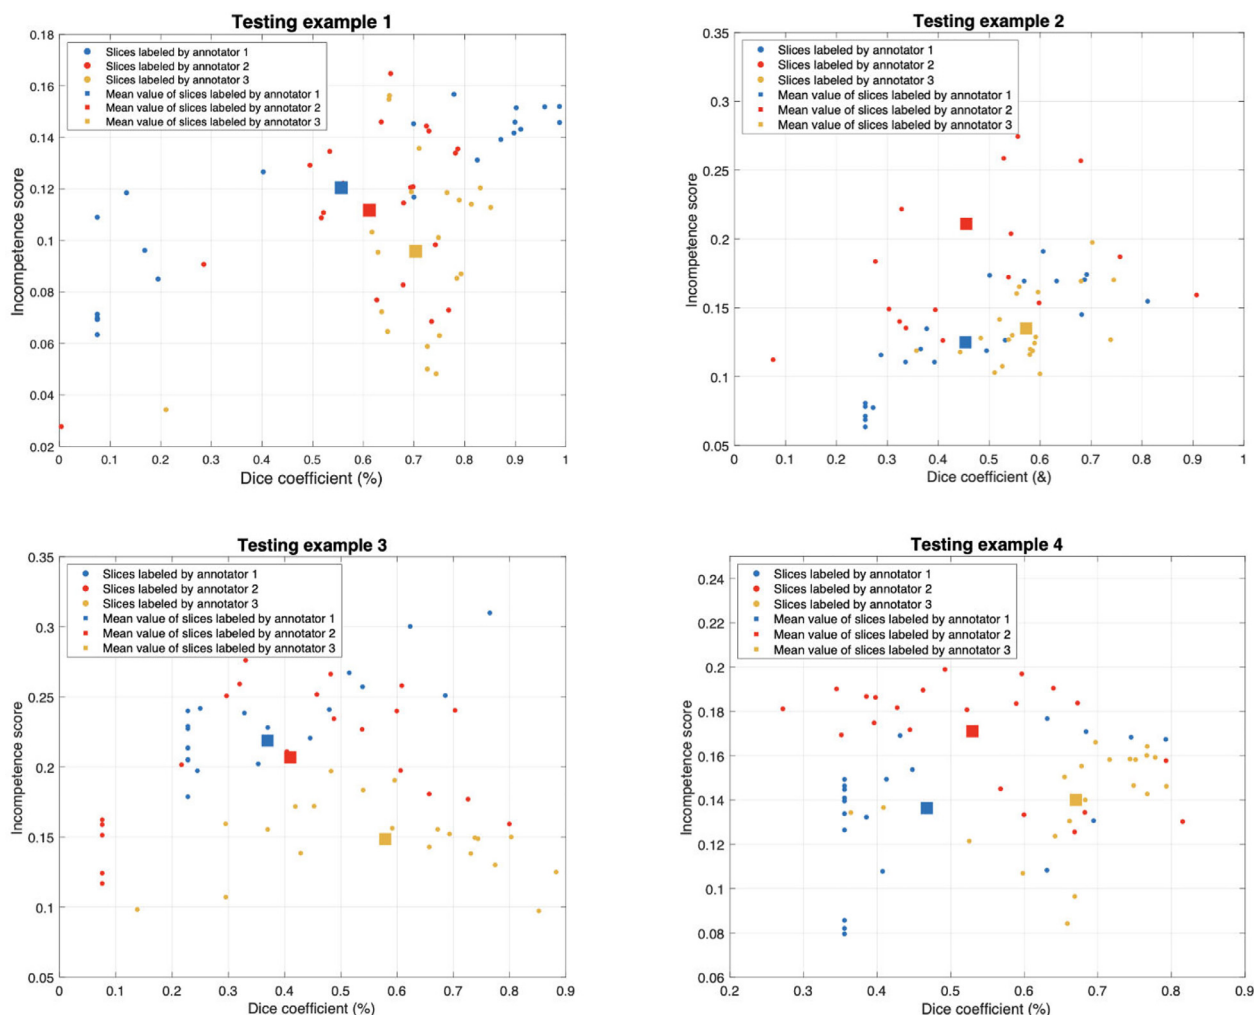 Testing example 1
0.18
0.16
0.14
0.12
0.1
0.08
0.06
0.04
0.02
Incompetence score
Slices labeled by annotator 1
Slices labeled by annotator 2
Slices labeled by annotator 3
Mean value of slices labeled by annotator 1
Mean value of slices labeled by annotator 2
Mean value of slices labeled by annotator 3
0 0.1 0.2 0.3 0.4 0.5 0.6 0.7 0.8 0.9 1
Dice coefficient (%)
Testing example 2
0.35
0.3
0.25
0.2
0.15
0.1
0.05
Incompetence score
Slices labeled by annotator 1
Slices labeled by annotator 2
Slices labeled by annotator 3
Mean value of slices labeled by annotator 1
Mean value of slices labeled by annotator 2
Mean value of slices labeled by annotator 3
0 0.1 0.2 0.3 0.4 0.5 0.6 0.7 0.8 0.9 1
Dice coefficient (&)
Testing example 3
0.35
0.3
0.25
0.2
0.15
0.1
0.05
Incompetence score
Slices labeled by annotator 1
Slices labeled by annotator 2
Slices labeled by annotator 3
Mean value of slices labeled by annotator 1
Mean value of slices labeled by annotator 2
Mean value of slices labeled by annotator 3
0 0.1 0.2 0.3 0.4 0.5 0.6 0.7 0.8 0.9
Dice coefficient (%)
Testing example 4
0.24
0.22
0.2
0.18
0.16
0.14
0.12
0.1
0.08
0.06
Incompetence score
Slices labeled by annotator 1
Slices labeled by annotator 2
Slices labeled by annotator 3
Mean value of slices labeled by annotator 1
Mean value of slices labeled by annotator 2
Mean value of slices labeled by annotator 3
0.2 0.3 0.4 0.5 0.6 0.7 0.8 0.9
Dice coefficient (%)